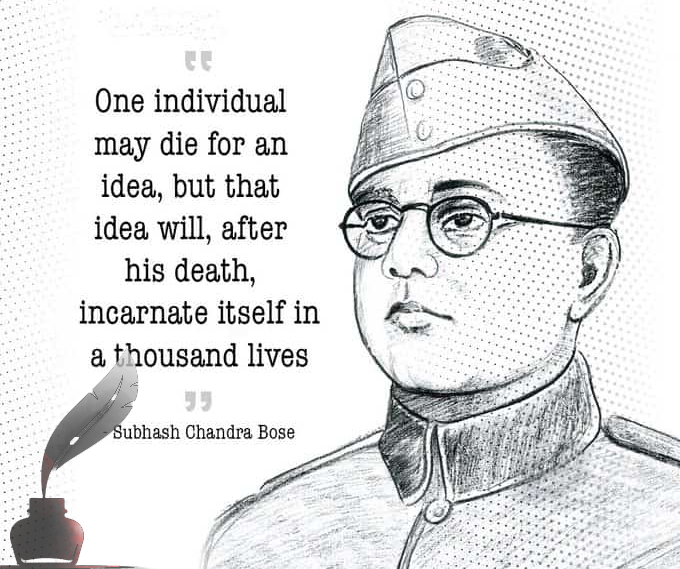 One individual
may die for an
idea, but that
idea will, after
his death,
incarnate itself in
a thousand lives
- Subhash Chandra Bose